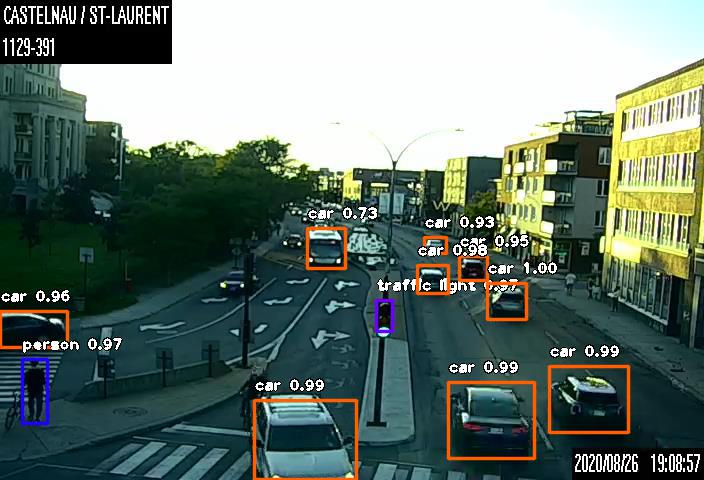 CASTELNAU / ST-LAURENT
1129-391
car 0.73
car 0.93
car 0.95
car 0.98
car 1.00
traffic light 0.97
car 0.96
person 0.97
car 0.99
car 0.99
car 0.99
2020/08/26 19:08:57